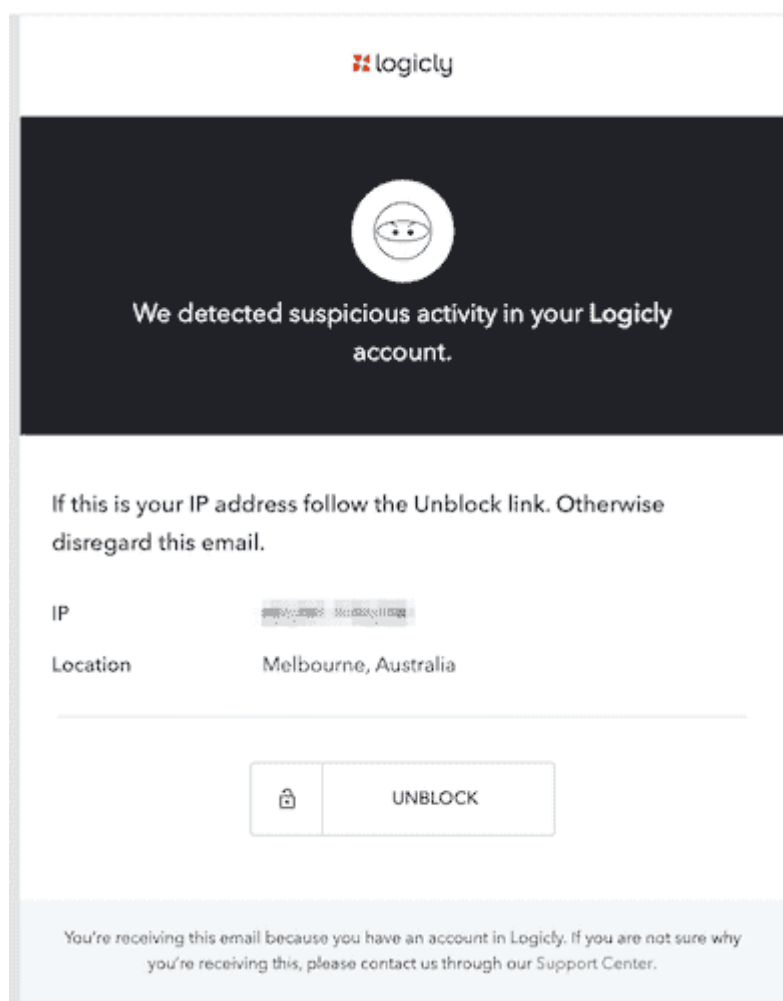 logicly
We detected suspicious activity in your Logicly
account.
If this is your IP address follow the Unblock link. Otherwise
disregard this email.
IP
Location Melbourne, Australia
UNBLOCK
You're receiving this email because you have an account in Logicly. If you are not sure why
you're receiving this, please contact us through our Support Center.